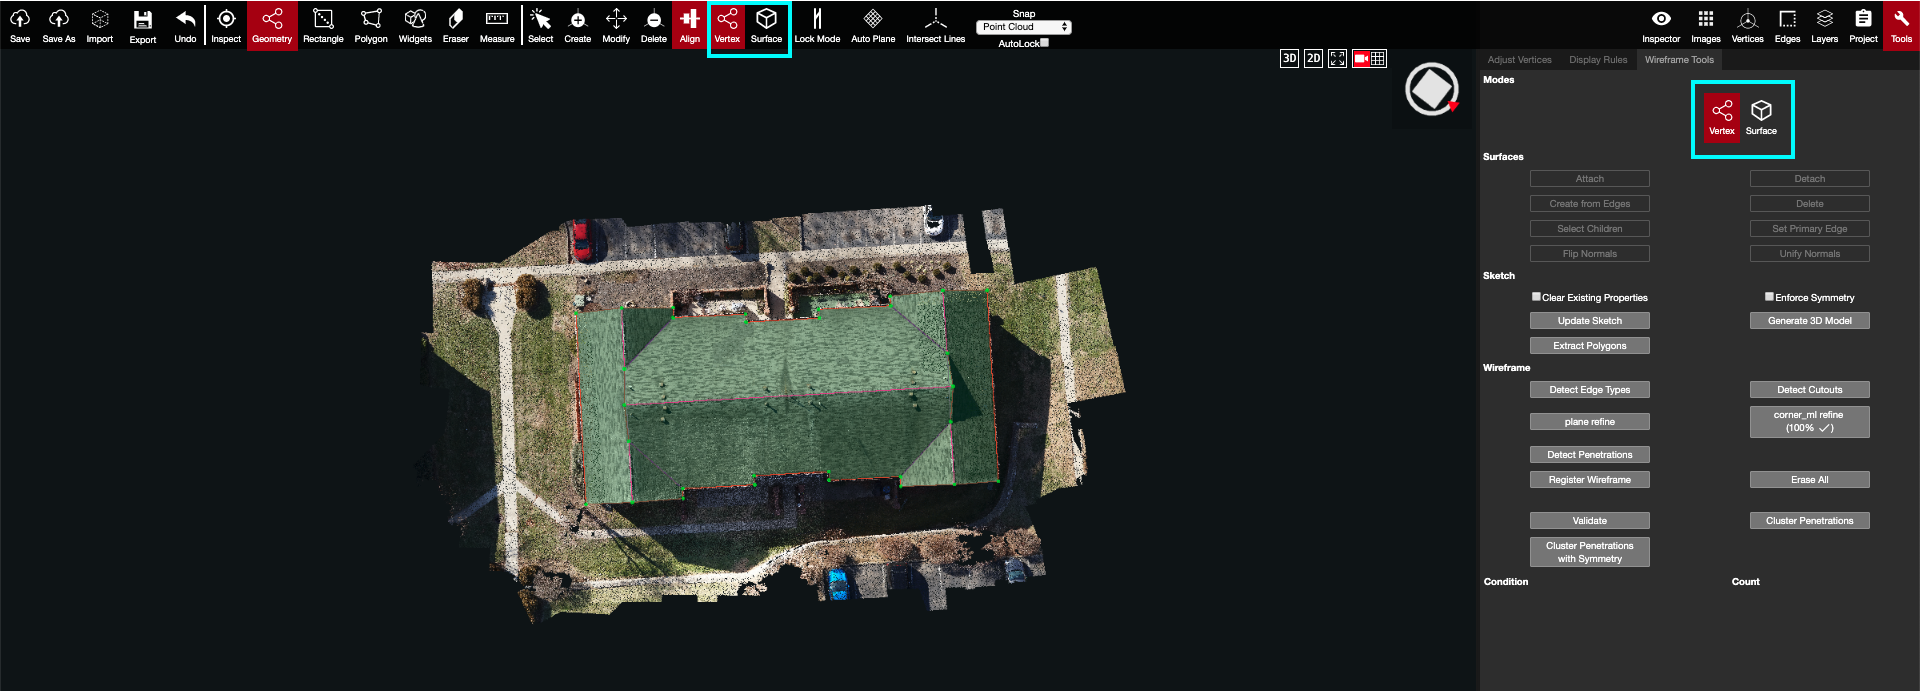 Save Save As Import Export Undo Inspect Geometry Rectangle Polygon Widgets Eraser Measure Select Create Modify Delete Align Vertex Surface Lock Mode Auto Plane Intersect Lines
Snap
Point Cloud
AutoLock
Inspector Images Vertices Edges Layers Project Tools
3D 2D
Adjust Vertices Display Rules Wireframe Tools
Modes
Vertex Surface
Surfaces
Attach Detach
Create from Edges Delete
Select Children Set Primary Edge
Flip Normals Unify Normals
Sketch
Clear Existing Properties Enforce Symmetry
Update Sketch Generate 3D Model
Extract Polygons
Wireframe
Detect Edge Types Detect Cutouts
plane refine corner_ml refine
(100% ✓)
Detect Penetrations
Register Wireframe Erase All
Validate Cluster Penetrations
Cluster Penetrations
with Symmetry
Condition Count